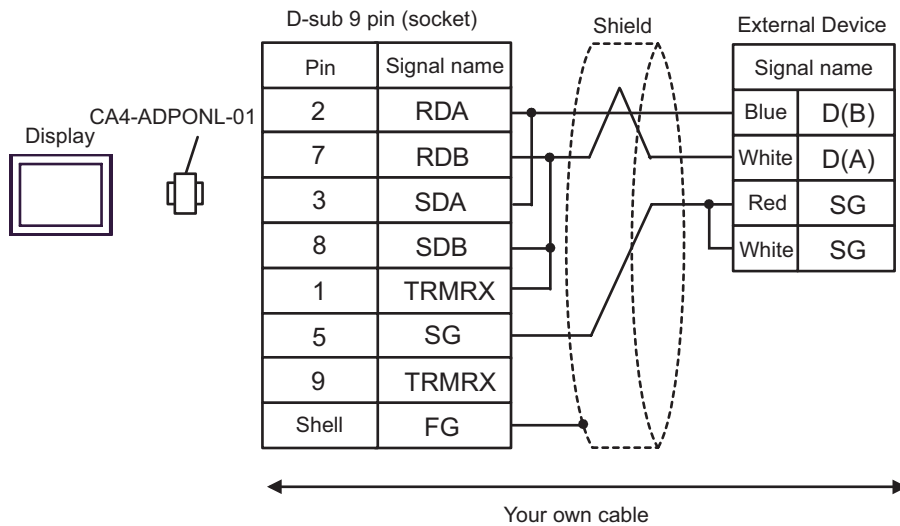 D-sub 9 pin (socket)
Shield
External Device
Pin Signal name
Signal name
CA4-ADPONL-01
Display
2 RDA
Blue D(B)
7 RDB
White D(A)
3 SDA
Red SG
8 SDB
White SG
1 TRMRX
5 SG
9 TRMRX
Shell FG
Your own cable